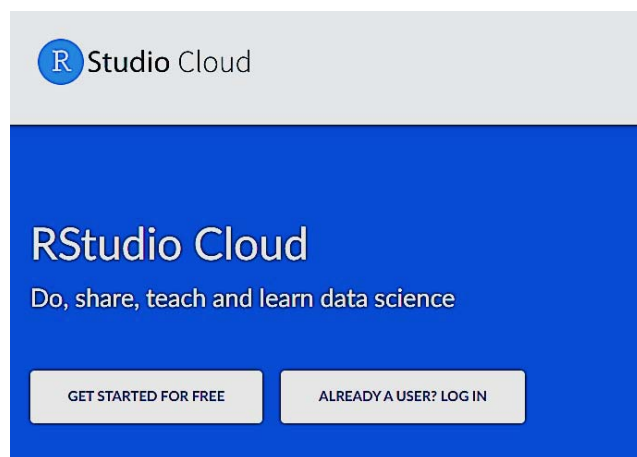 R Studio Cloud
RStudio Cloud
Do, share, teach and learn data science
GET STARTED FOR FREE
ALREADY A USER? LOG IN